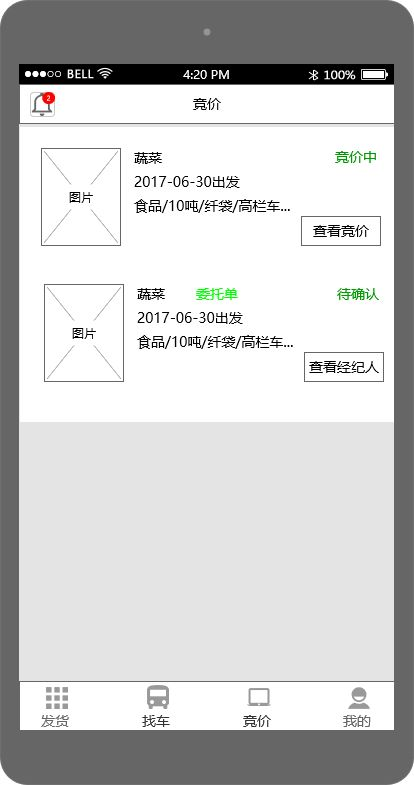 BELL 4:20 PM 100%
2 竞价
图片 蔬菜 竞价中
2017-06-30出发
食品/10吨/纤袋/高栏车...
查看竞价
图片 蔬菜 委托单 待确认
2017-06-30出发
食品/10吨/纤袋/高栏车...
查看经纪人
发货 找车 竞价 我的